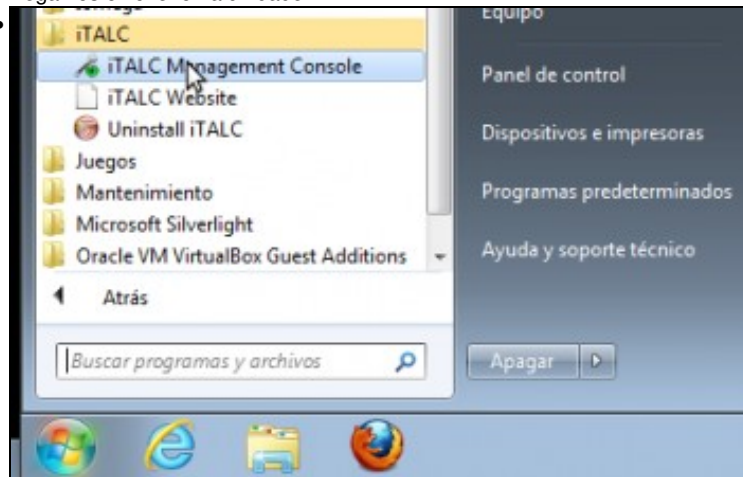 iTALC
iTALC Management Console
iTALC Website
Uninstall iTALC
Juegos
Mantenimiento
Microsoft Silverlight
Oracle VM VirtualBox Guest Additions
Atrás
Buscar programas y archivos
Equipo
Panel de control
Dispositivos e impresoras
Programas predeterminados
Ayuda y soporte técnico
Apagar